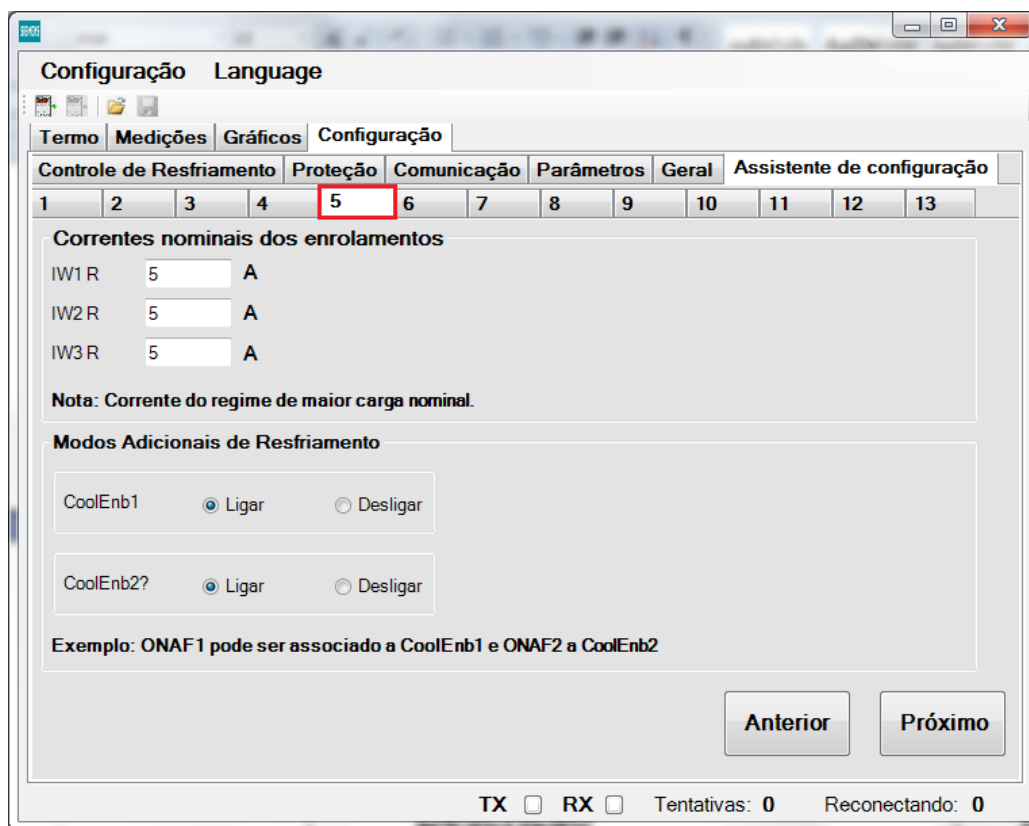 SIEMENS
Configuração Language
Termo Medições Gráficos Configuração
Controle de Resfriamento Proteção Comunicação Parâmetros Geral Assistente de configuração
1 2 3 4 5 6 7 8 9 10 11 12 13
Correntes nominais dos enrolamentos
IW1 R 5 A
IW2 R 5 A
IW3 R 5 A
Nota: Corrente do regime de maior carga nominal.
Modos Adicionais de Resfriamento
CoolEnb1 Ligar Desligar
CoolEnb2? Ligar Desligar
Exemplo: ONAF1 pode ser associado a CoolEnb1 e ONAF2 a CoolEnb2
Anterior Próximo
TX RX Tentativas: 0 Reconectando: 0